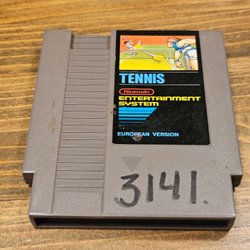 TENNIS
Nintendo
ENTERTAINMENT
SYSTEM
EUROPEAN VERSION
3141.